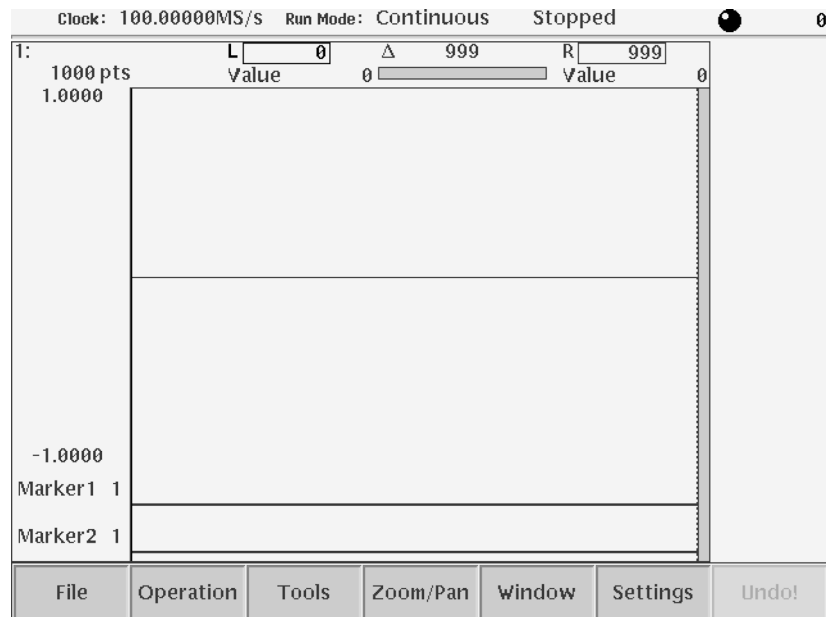 Clock: 100.00000MS/s Run Mode: Continuous Stopped 0
1: L 0 Δ 999 R 999
1000 pts Value 0 Value 0
1.0000
-1.0000
Marker1 1
Marker2 1
File Operation Tools Zoom/Pan Window Settings Undo!